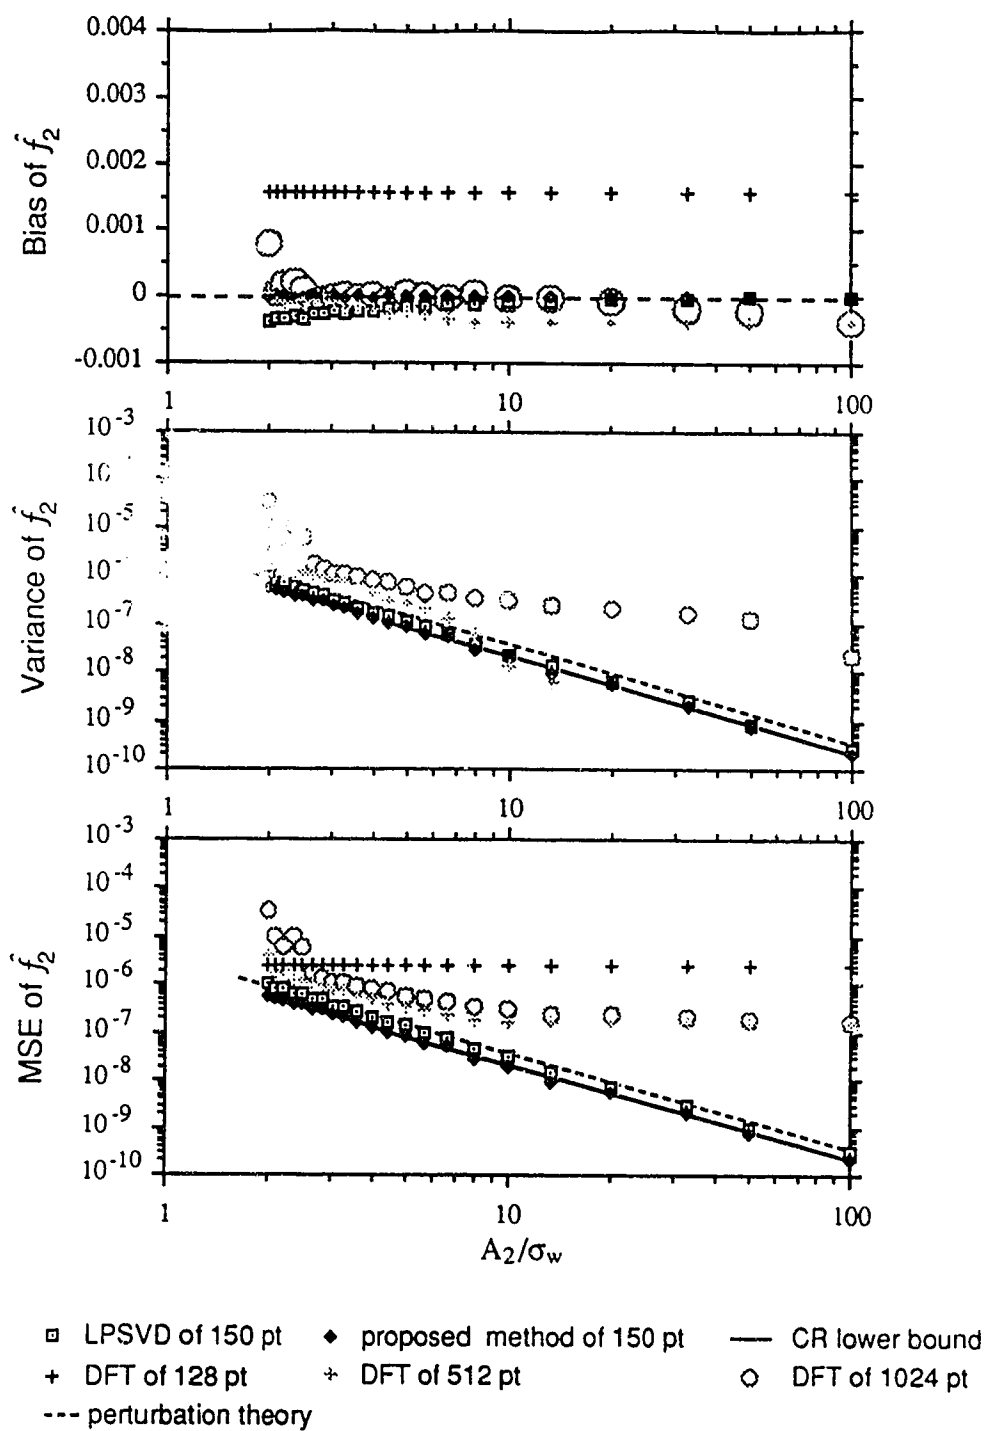 0.004
0.003
0.002
0.001
0
-0.001
Bias of f̂2
1 10 100
10-3
10
10-5
10-
10-7
10-8
10-9
10-10
Variance of f̂2
1 10 100
10-3
10-4
10-5
10-6
10-7
10-8
10-9
10-10
MSE of f̂2
1 10 100
A2/σw
LPSVD of 150 pt proposed method of 150 pt CR lower bound
DFT of 128 pt DFT of 512 pt DFT of 1024 pt
perturbation theory